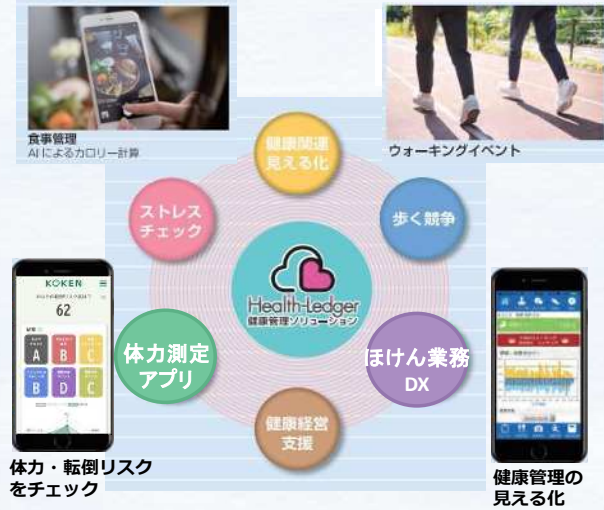 食事管理
AIによるカロリー計算
ウォーキングイベント
健康関連
見える化
ストレス
チェック
歩く競争
Health-Ledger
健康管理ソリューション
KOKEN
62
A
B
C
B
D
C
体力測定
アプリ
ほけん業務
DX
健康経営
支援
体力・転倒リスク
をチェック
健康管理の
見える化